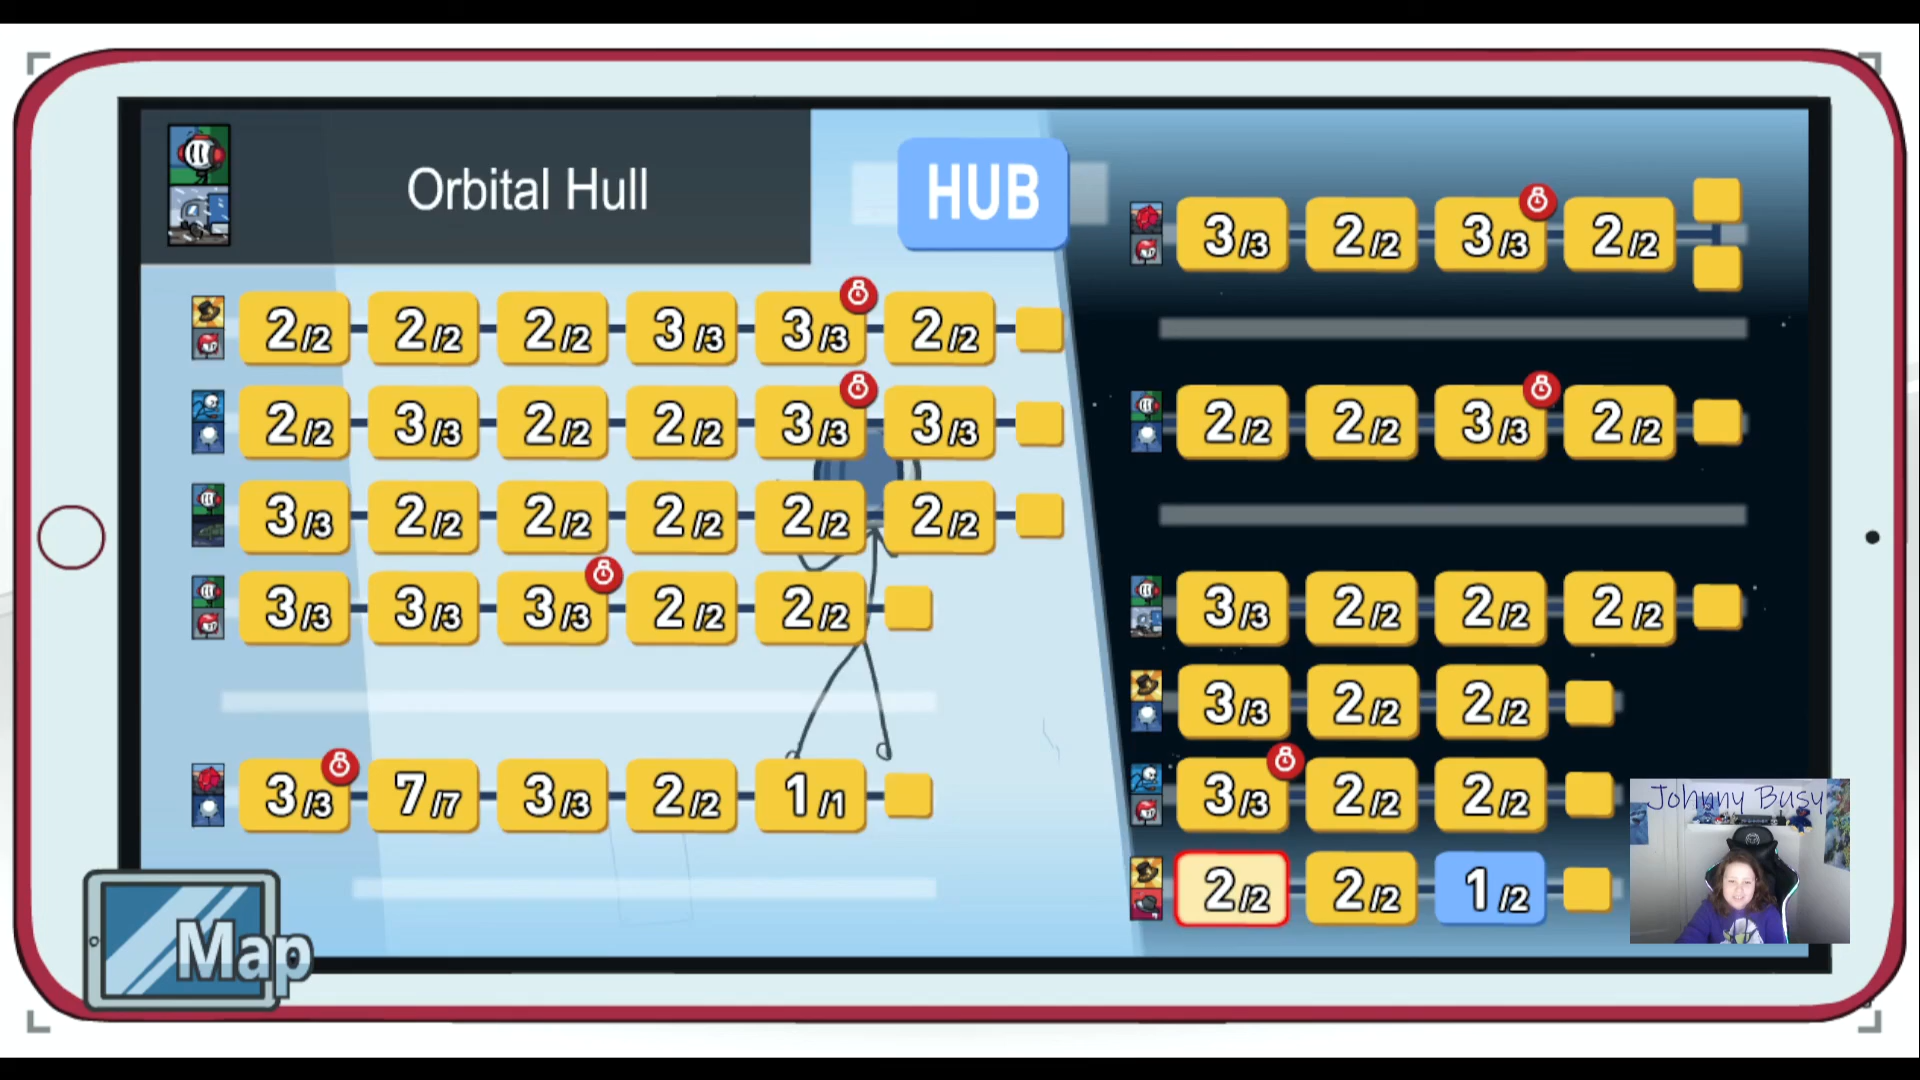 Orbital Hull
HUB
2/2 2/2 2/2 3/3 3/3 2/2
2/2 3/3 2/2 2/2 3/3 3/3
3/3 2/2 2/2 2/2 2/2 2/2
3/3 3/3 3/3 2/2 2/2
3/3 7/7 3/3 2/2 1/1
Map
3/3 2/2 3/3 2/2
2/2 2/2 3/3 2/2
3/3 2/2 2/2 2/2
3/3 2/2 2/2
3/3 2/2 2/2
2/2 2/2 1/2
Johnny Busy